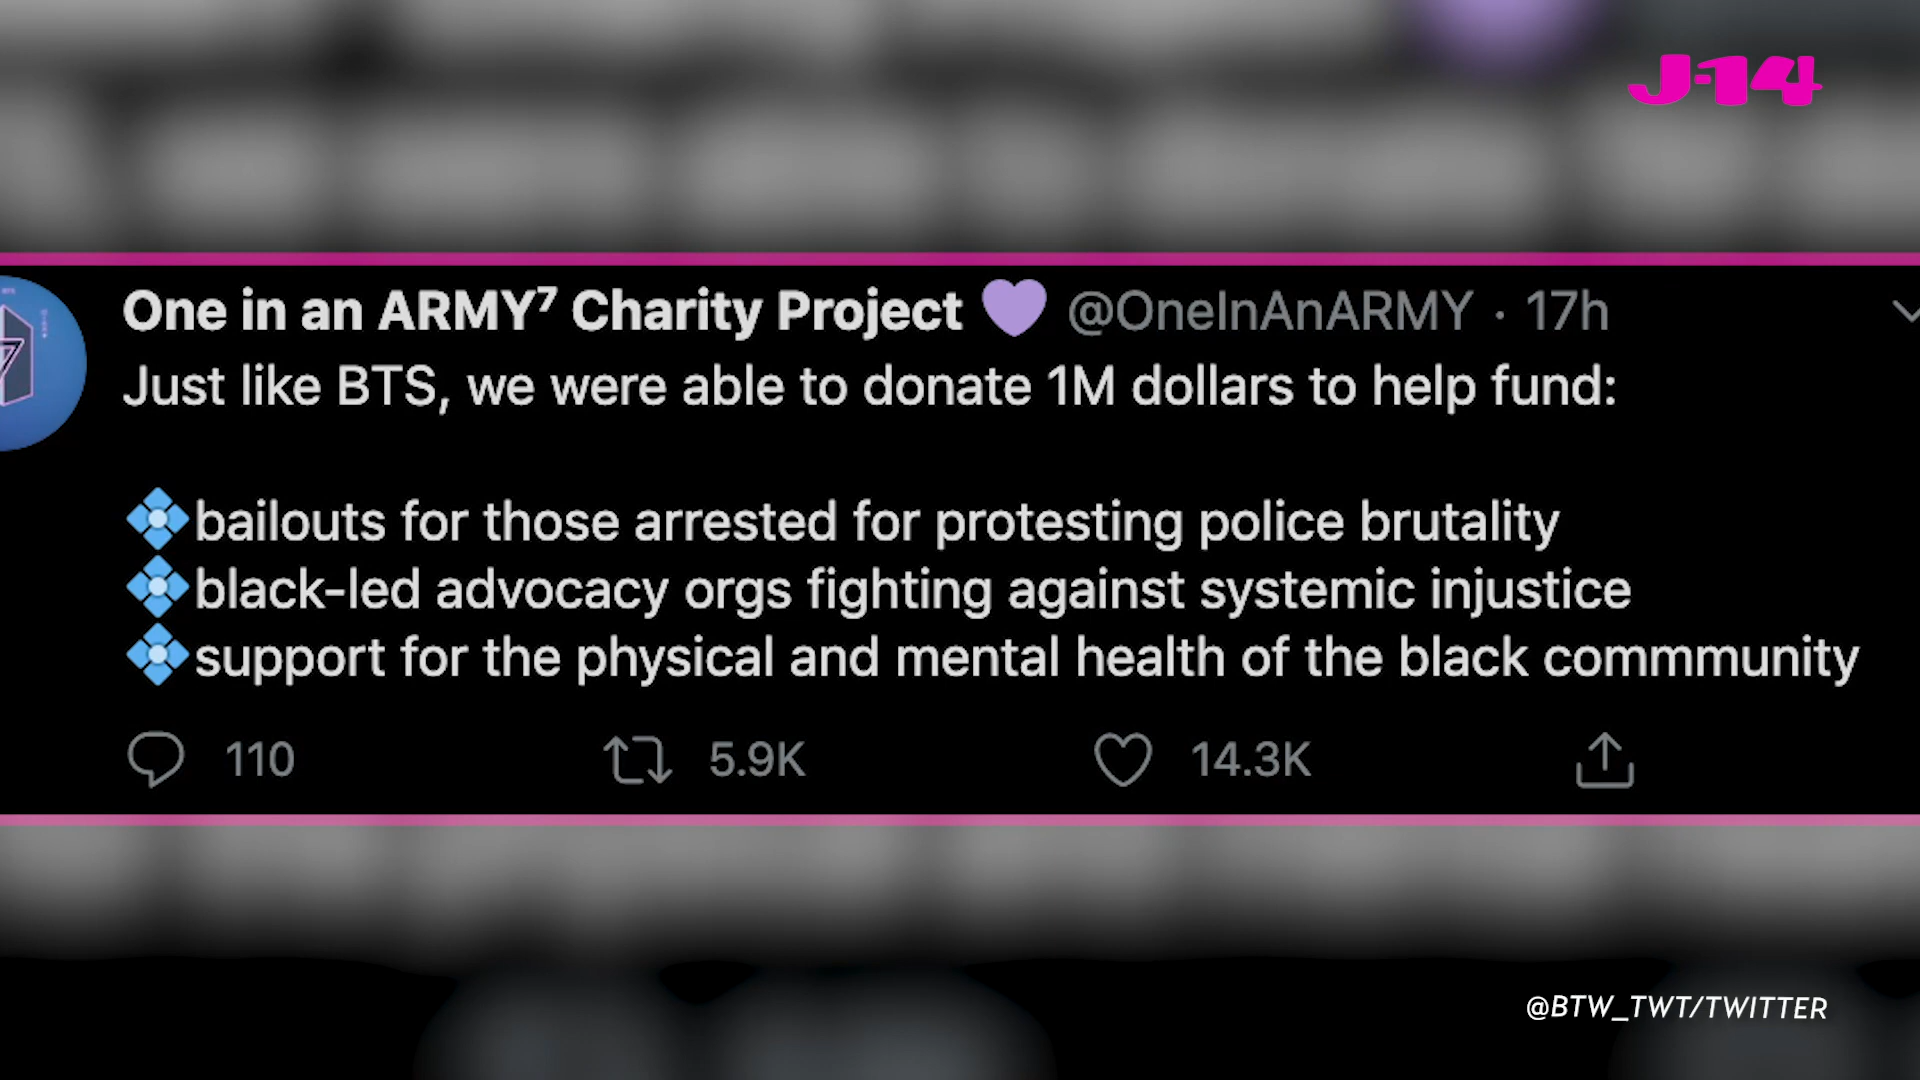 J-14
One in an ARMY⁷ Charity Project 💜 @OneInAnARMY · 17h
Just like BTS, we were able to donate 1M dollars to help fund:
💠bailouts for those arrested for protesting police brutality
💠black-led advocacy orgs fighting against systemic injustice
💠support for the physical and mental health of the black commmunity
110 5.9K 14.3K
@BTW_TWT/TWITTER